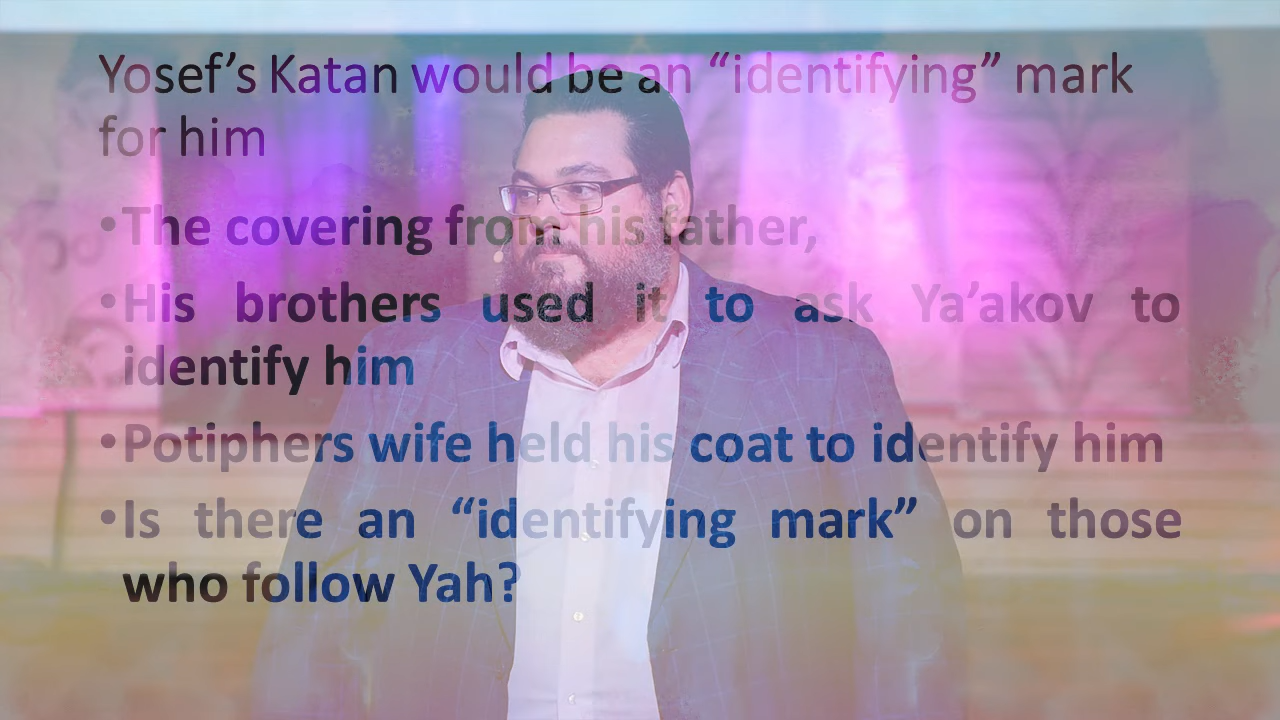 Yosef’s Katan would be an “identifying” mark
for him
•The covering from his father,
•His brothers used it to ask Ya’akov to
identify him
•Potiphers wife held his coat to identify him
•Is there an “identifying mark” on those
who follow Yah?